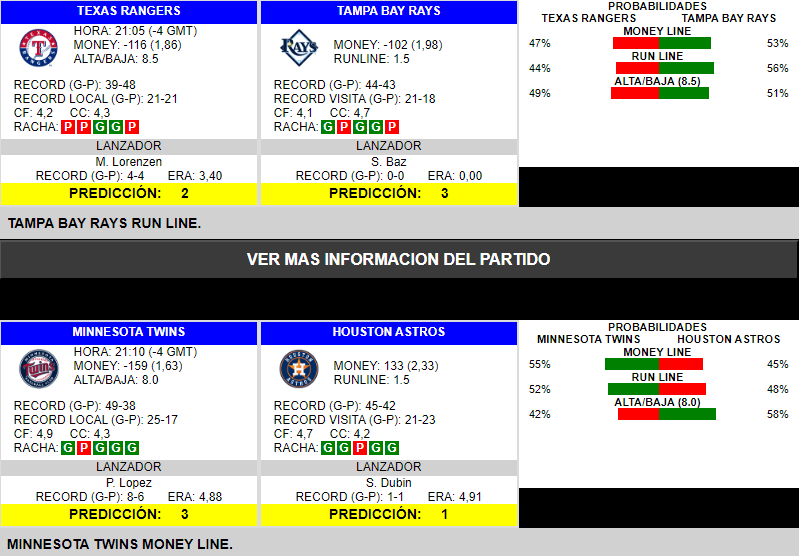 TEXAS RANGERS
HORA: 21:05 (-4 GMT)
MONEY: -116 (1,86)
ALTA/BAJA: 8.5
RECORD (G-P): 39-48
RECORD LOCAL (G-P): 21-21
CF: 4,2 CC: 4,3
RACHA: P P G G P
LANZADOR
M. Lorenzen
RECORD (G-P): 4-4 ERA: 3,40
PREDICCIÓN: 2
TAMPA BAY RAYS
RAYS
MONEY: -102 (1,98)
RUNLINE: 1.5
RECORD (G-P): 44-43
RECORD VISITA (G-P): 21-18
CF: 4,1 CC: 4,7
RACHA: G P G G P
LANZADOR
S. Baz
RECORD (G-P): 0-0 ERA: 0,00
PREDICCIÓN: 3
PROBABILIDADES
TEXAS RANGERS TAMPA BAY RAYS
MONEY LINE
47% 53%
RUN LINE
44% 56%
ALTA/BAJA (8.5)
49% 51%
TAMPA BAY RAYS RUN LINE.
VER MAS INFORMACION DEL PARTIDO
MINNESOTA TWINS
Twins
HORA: 21:10 (-4 GMT)
MONEY: -159 (1,63)
ALTA/BAJA: 8.0
RECORD (G-P): 49-38
RECORD LOCAL (G-P): 25-17
CF: 4,9 CC: 4,3
RACHA: G P G G G
LANZADOR
P. Lopez
RECORD (G-P): 8-6 ERA: 4,88
PREDICCIÓN: 3
HOUSTON ASTROS
HOUSTON
ASTROS
MONEY: 133 (2,33)
RUNLINE: 1.5
RECORD (G-P): 45-42
RECORD VISITA (G-P): 21-23
CF: 4,7 CC: 4,2
RACHA: G G P G G
LANZADOR
S. Dubin
RECORD (G-P): 1-1 ERA: 4,91
PREDICCIÓN: 1
PROBABILIDADES
MINNESOTA TWINS HOUSTON ASTROS
MONEY LINE
55% 45%
RUN LINE
52% 48%
ALTA/BAJA (8.0)
42% 58%
MINNESOTA TWINS MONEY LINE.